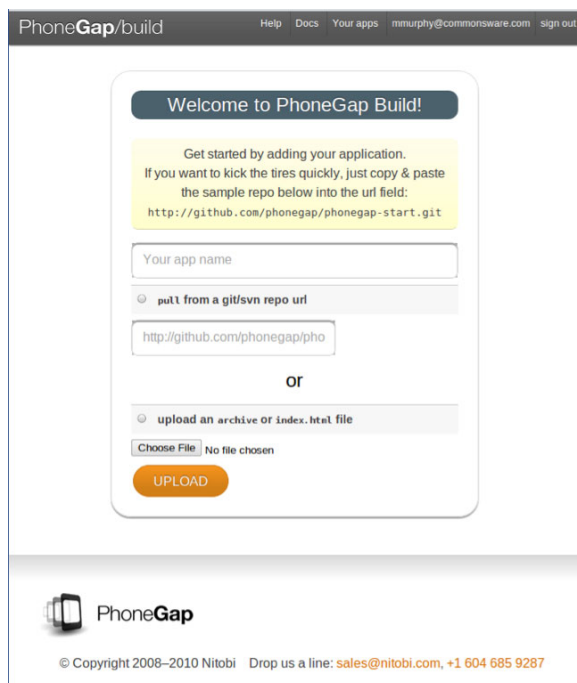 PhoneGap/build
Help Docs Your apps mmurphy@commonsware.com sign out
Welcome to PhoneGap Build!
Get started by adding your application.
If you want to kick the tires quickly, just copy & paste
the sample repo below into the url field:
http://github.com/phonegap/phonegap-start.git
Your app name
pull from a git/svn repo url
http://github.com/phonegap/pho
or
upload an archive or index.html file
Choose File No file chosen
UPLOAD
PhoneGap
© Copyright 2008–2010 Nitobi Drop us a line: sales@nitobi.com, +1 604 685 9287